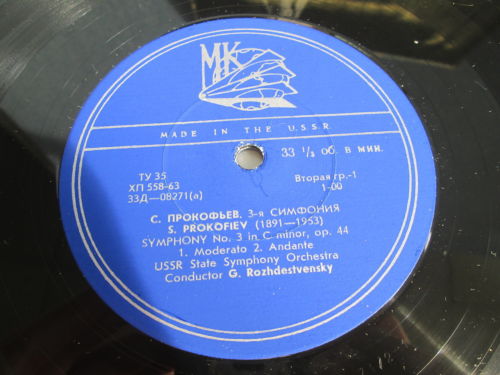 МК
MADE IN THE U.S.S.R.
33 1/3 об. в мин.
ТУ 35
ХП 558-63
33Д—08271(а)
Вторая гр.-1
1-00
С. ПРОКОФЬЕВ. 3-я СИМФОНИЯ
S. PROKOFIEV (1891—1953)
SYMPHONY No. 3 in C minor, op. 44
1. Moderato 2. Andante
USSR State Symphony Orchestra
Conductor G. Rozhdestvensky